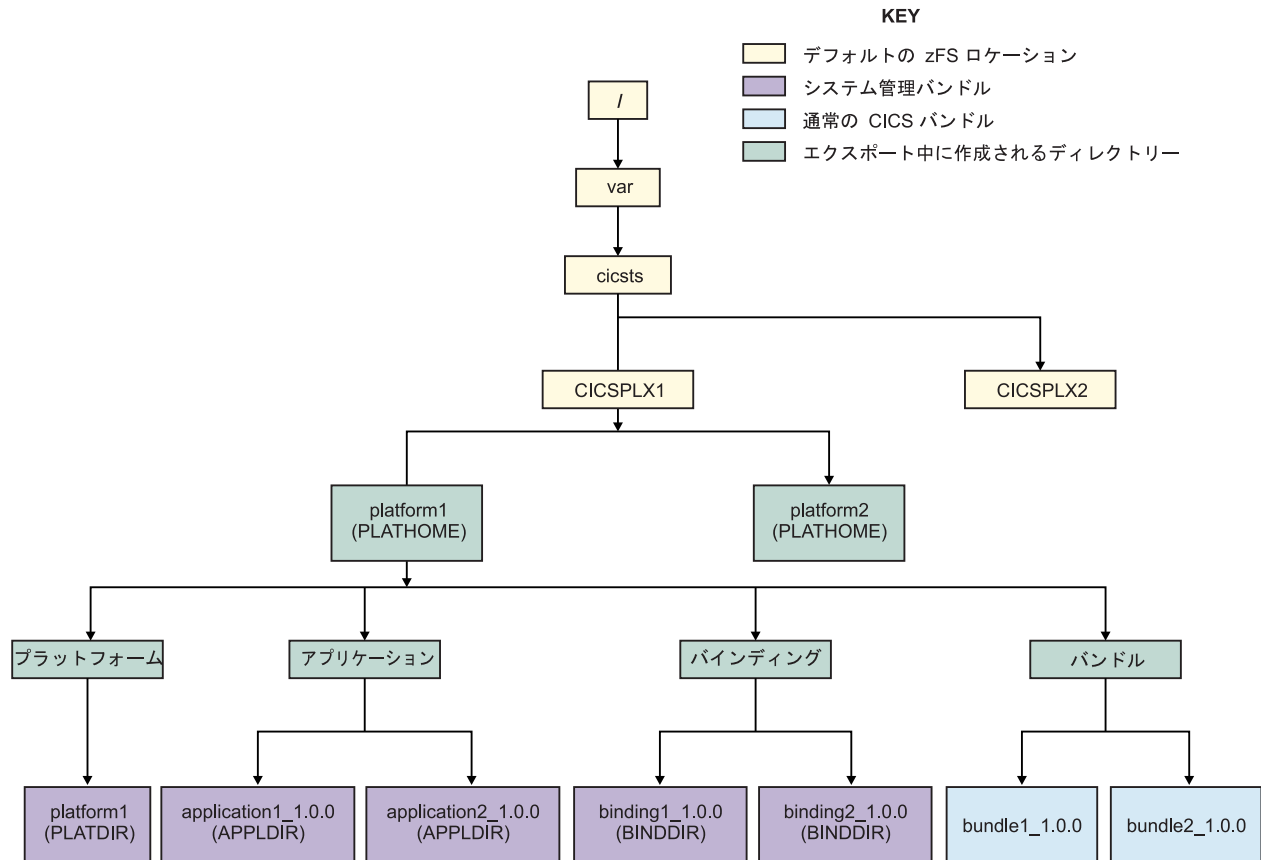 KEY
デフォルトの zFS ロケーション
システム管理バンドル
通常の CICS バンドル
エクスポート中に作成されるディレクトリー
/
var
cicsts
CICSPLX1
CICSPLX2
platform1
(PLATHOME)
platform2
(PLATHOME)
プラットフォーム
アプリケーション
バインディング
バンドル
platform1
(PLATDIR)
application1_1.0.0
(APPLDIR)
application2_1.0.0
(APPLDIR)
binding1_1.0.0
(BINDDIR)
binding2_1.0.0
(BINDDIR)
bundle1_1.0.0
bundle2_1.0.0